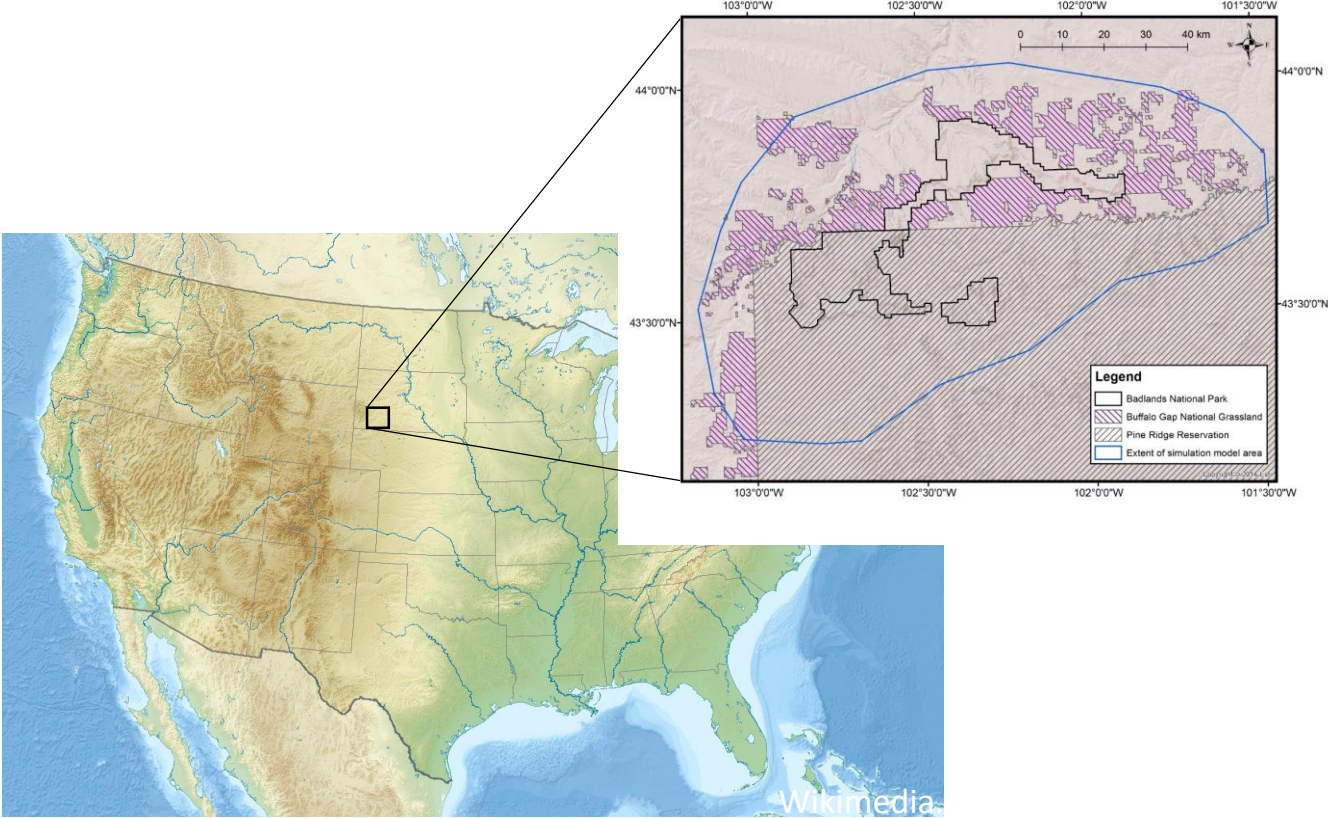 103°0'0"W
102°30'0"W
102°0'0"W
101°30'0"W
0 10 20 30 40 km
N
W E
S
44°0'0"N
44°0'0"N
43°30'0"N
43°30'0"N
Legend
Badlands National Park
Buffalo Gap National Grassland
Pine Ridge Reservation
Extent of simulation model area
103°0'0"W
102°30'0"W
102°0'0"W
101°30'0"W
Wikimedia